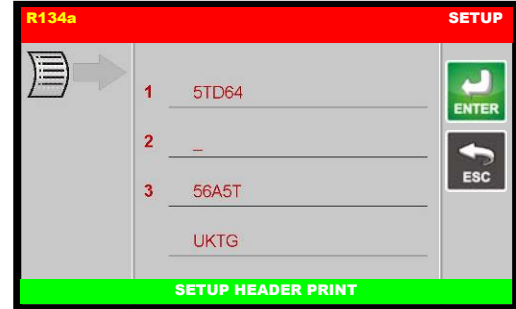 R134a SETUP
1 5TD64
ENTER
2 _
3 56A5T
ESC
UKTG
SETUP HEADER PRINT